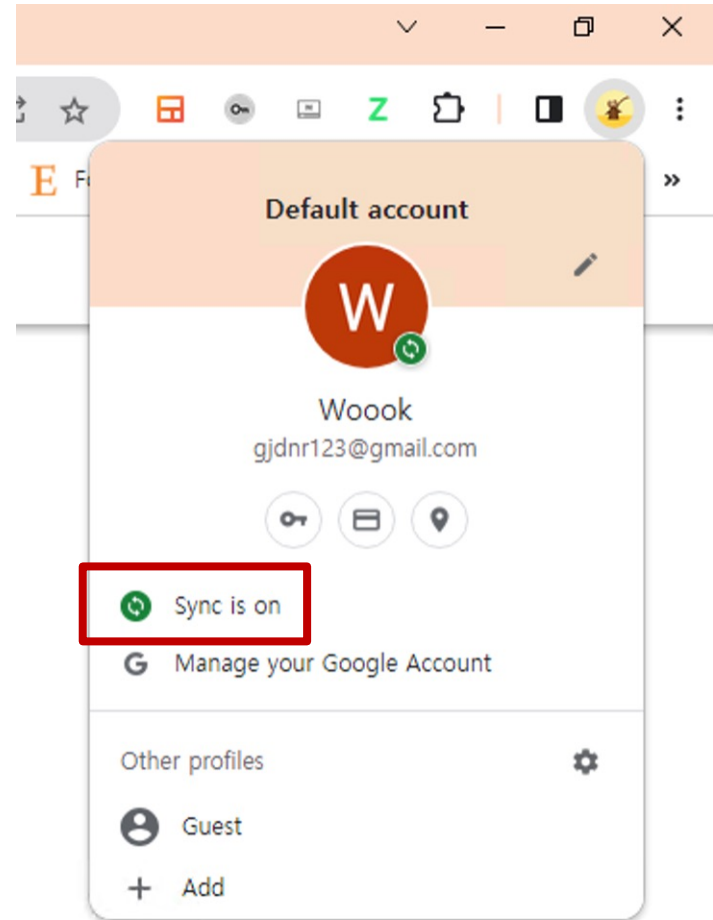 Z
E
Default account
W
Woook
gjdnr123@gmail.com
Sync is on
G Manage your Google Account
Other profiles
Guest
+ Add